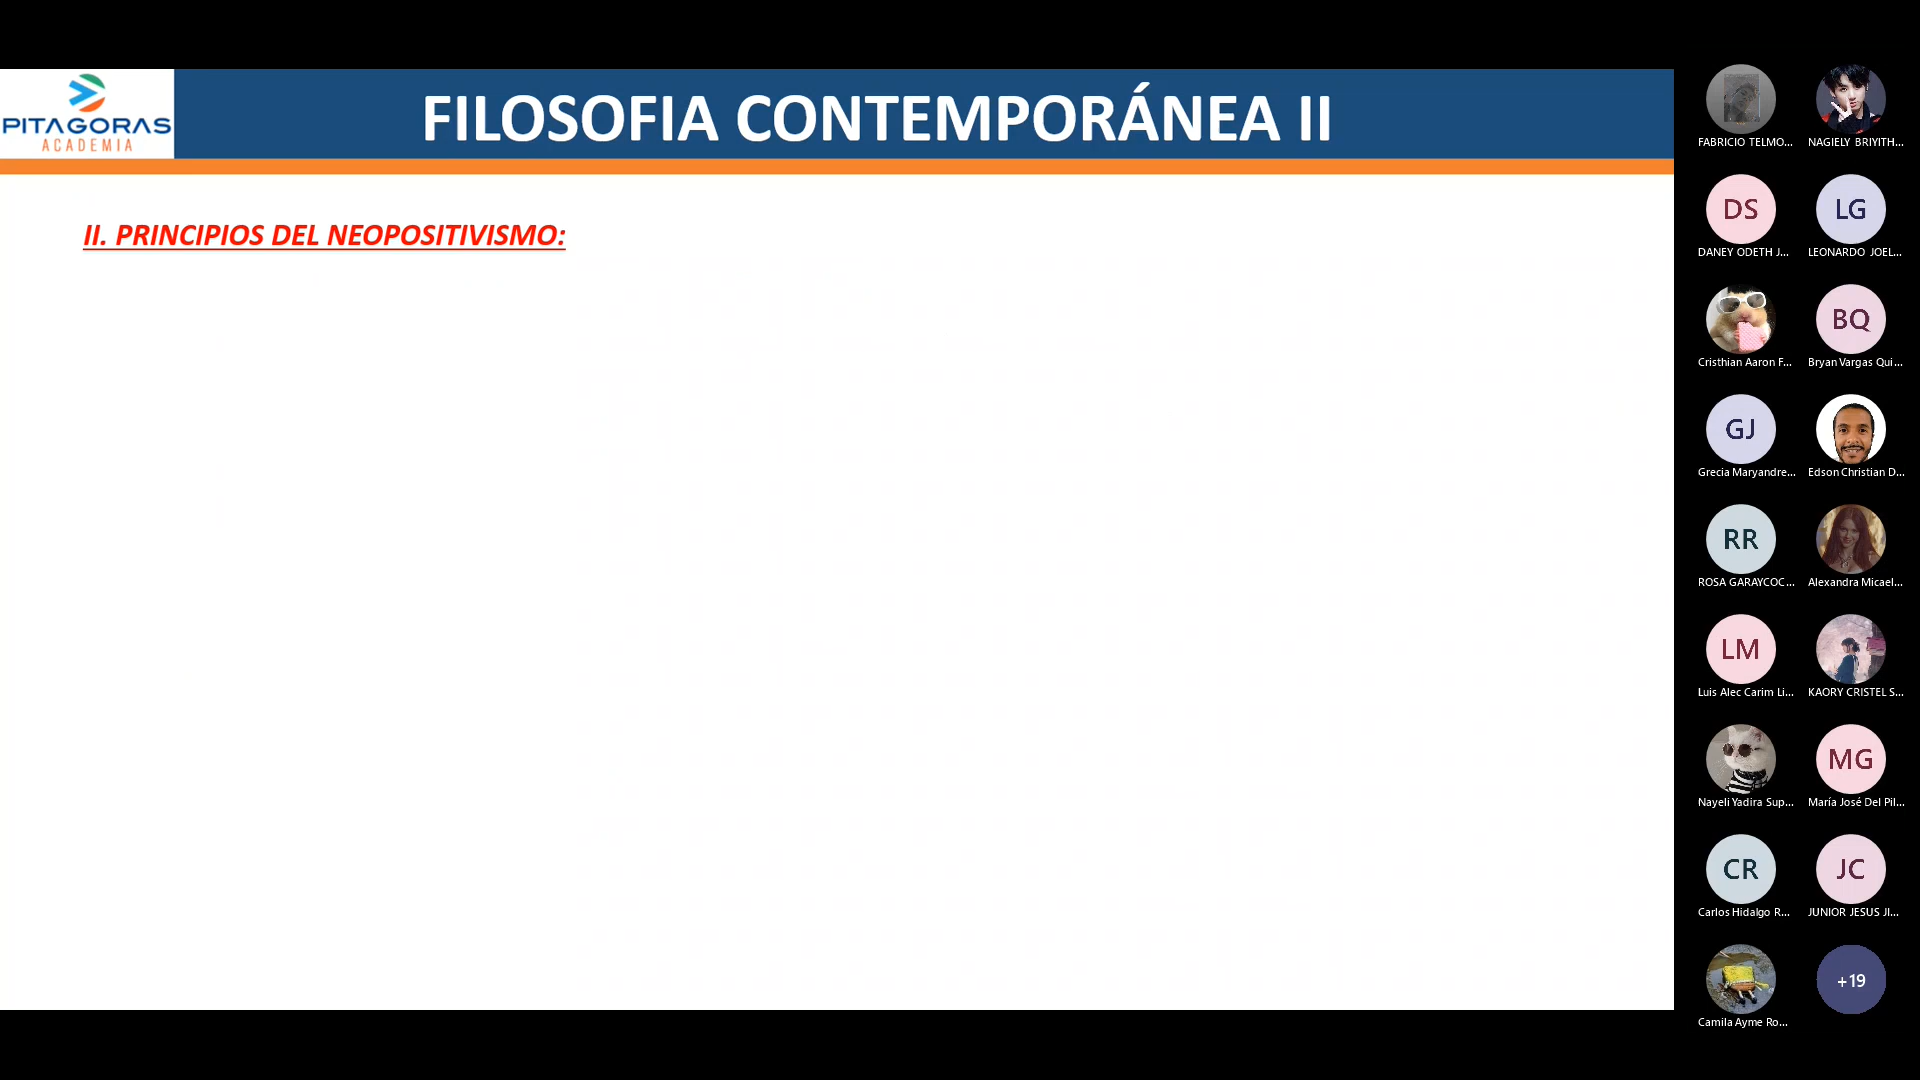 PITAGORAS
ACADEMIA
FILOSOFIA CONTEMPORÁNEA II
II. PRINCIPIOS DEL NEOPOSITIVISMO:
FABRICIO TELMO...
NAGIELY BRIYITH...
DS
LG
DANEY ODETH J...
LEONARDO JOEL...
BQ
Cristhian Aaron F...
Bryan Vargas Qui...
GJ
Grecia Maryandre...
Edson Christian D...
RR
ROSA GARAYCOC...
Alexandra Micael...
LM
Luis Alec Carim Li...
KAORY CRISTEL S...
MG
Nayeli Yadira Sup...
María José Del Pil...
CR
JC
Carlos Hidalgo R...
JUNIOR JESUS JI...
+19
Camila Ayme Ro...